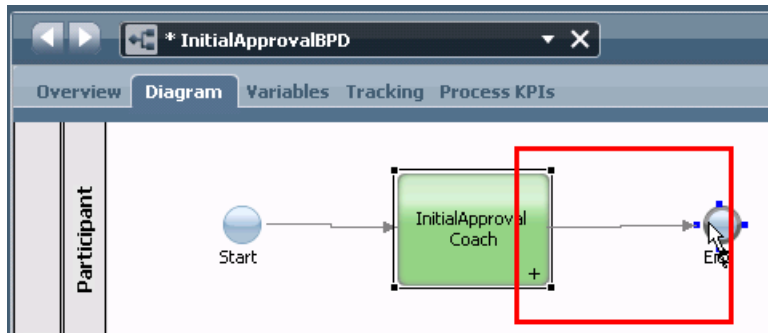 * InitialApprovalBPD
Overview Diagram Variables Tracking Process KPIs
Participant
Start
InitialApproval
Coach
+